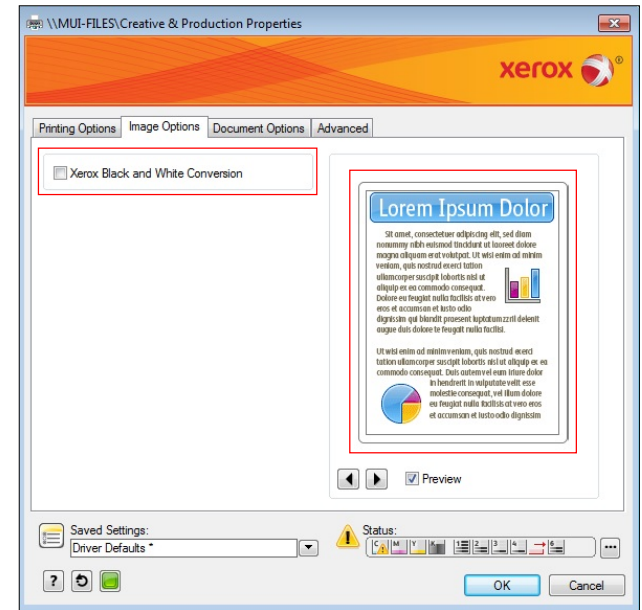 \\MUI-FILES\Creative & Production Properties
xerox
Printing Options Image Options Document Options Advanced
Xerox Black and White Conversion
Lorem Ipsum Dolor
Sit amet, consectetuer adipiscing elit, sed diam
nonummy nibh euismod tincidunt ut laoreet dolore
magna aliquam erat volutpat. Ut wisi enim ad minim
veniam, quis nostrud exerci tation
ullamcorper suscipit lobortis nisl ut
aliquip ex ea commodo consequat.
Dolore eu feugiat nulla facilisis at vero
eros et accumsan et iusto odio
dignissim qui blandit praesent luptatum zzril delenit
augue duis dolore te feugait nulla facilisi.
Ut wisi enim ad minim veniam, quis nostrud exerci
tation ullamcorper suscipit lobortis nisl ut aliquip ex ea
commodo consequat. Duis autem vel eum iriure dolor
in hendrerit in vulputate velit esse
molestie consequat, vel illum dolore
eu feugiat nulla facilisis at vero eros
et accumsan et iusto odio dignissim
Preview
Saved Settings:
Driver Defaults *
Status:
C M Y K 1 2 3 4 6
OK Cancel